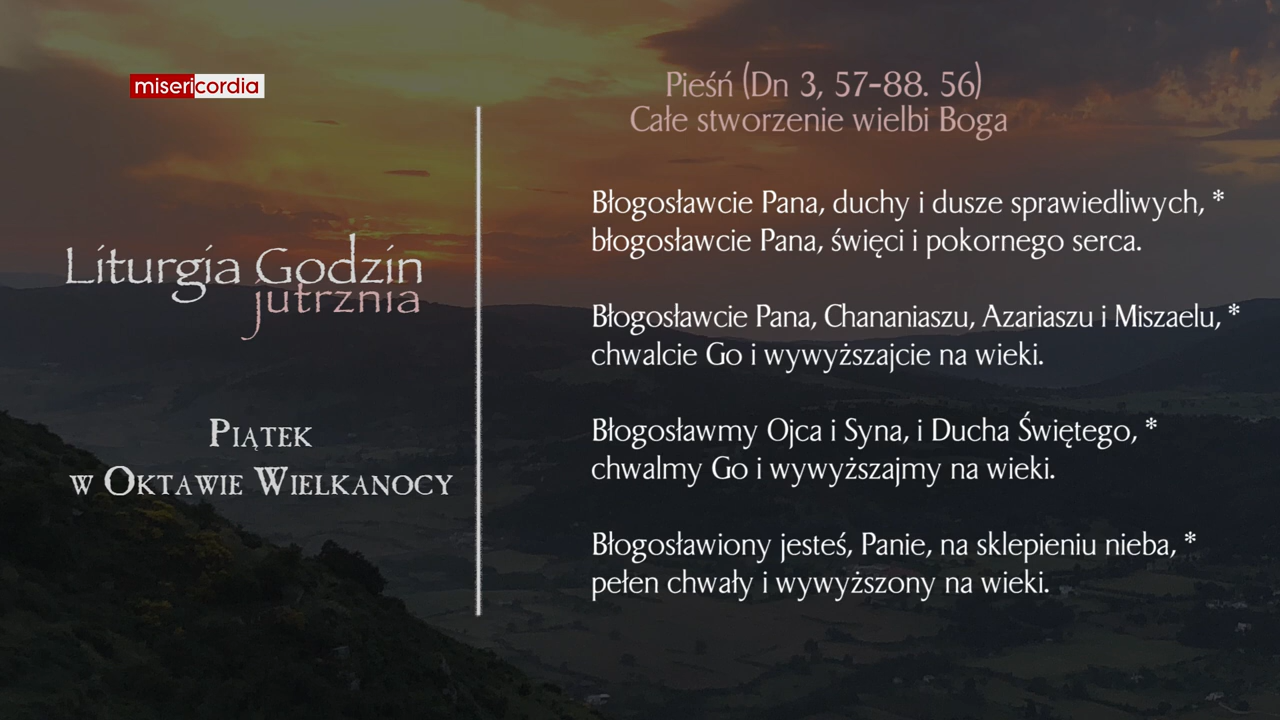 misericordia
Liturgia Godzin
jutrznia
Piątek
w Oktawie Wielkanocy
Pieśń (Dn 3, 57-88. 56)
Całe stworzenie wielbi Boga
Błogosławcie Pana, duchy i dusze sprawiedliwych, *
błogosławcie Pana, święci i pokornego serca.
Błogosławcie Pana, Chananiaszu, Azariaszu i Miszaelu, *
chwalcie Go i wywyższajcie na wieki.
Błogosławmy Ojca i Syna, i Ducha Świętego, *
chwalmy Go i wywyższajmy na wieki.
Błogosławiony jesteś, Panie, na sklepieniu nieba, *
pełen chwały i wywyższony na wieki.